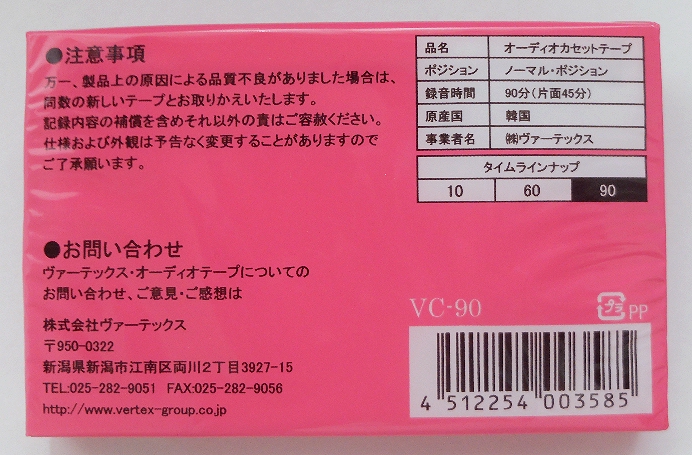 ●注意事項
万一、製品上の原因による品質不良がありました場合は、
同数の新しいテープとお取りかえいたします。
記録内容の補償を含めそれ以外の責はご容赦ください。
仕様および外観は予告なく変更することがありますので
ご了承願います。
品名 オーディオカセットテープ
ポジション ノーマル・ポジション
録音時間 90分(片面45分)
原産国 韓国
事業者名 ㈱ヴァーテックス
タイムラインナップ
10 60 90
●お問い合わせ
ヴァーテックス・オーディオテープについての
お問い合わせ、ご意見・ご感想は
株式会社ヴァーテックス
〒950-0322
新潟県新潟市江南区両川2丁目3927-15
TEL:025-282-9051 FAX:025-282-9056
http://www.vertex-group.co.jp
VC-90
プラ PP
4 512254 003585